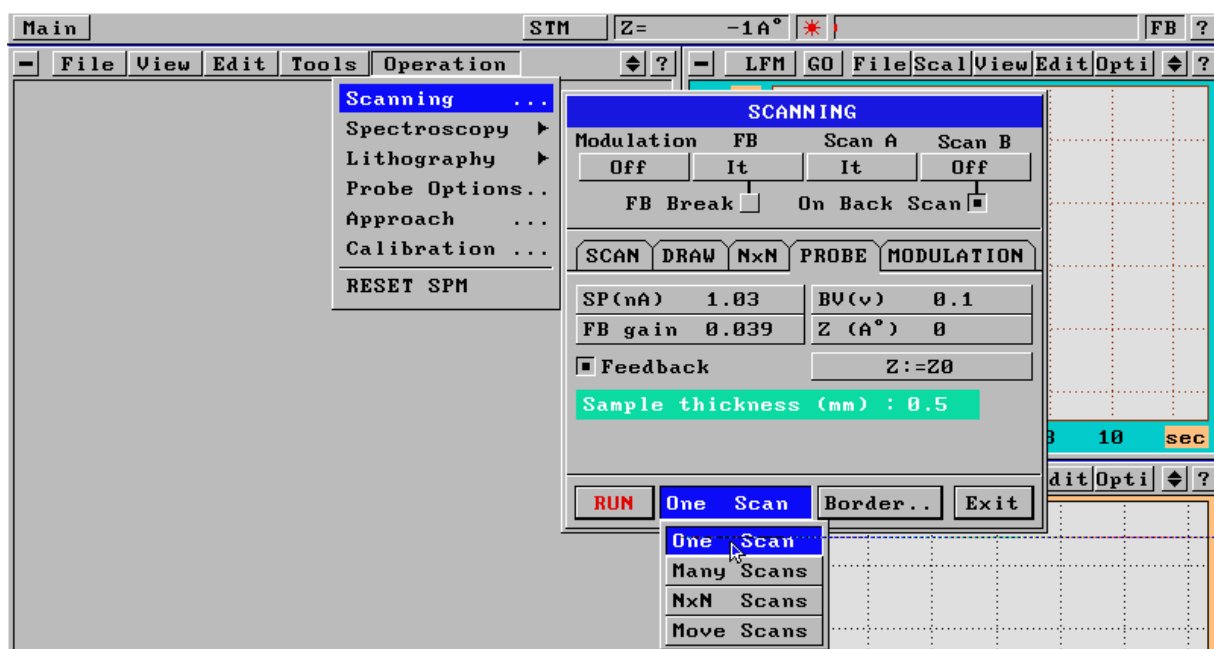 Main STM Z= -1A° FB ?
- File View Edit Tools Operation ? - LFM GO File Scal View Edit Opti ?
Scanning ...
Spectroscopy
Lithography
Probe Options..
Approach ...
Calibration ...
RESET SPM
SCANNING
Modulation FB Scan A Scan B
Off It It Off
FB Break On Back Scan
SCAN DRAW NxN PROBE MODULATION
SP(nA) 1.03 BV(v) 0.1
FB gain 0.039 Z (A°) 0
Feedback Z:=Z0
Sample thickness (mm) : 0.5
10 sec
dit Opti ?
RUN One Scan Border.. Exit
One Scan
Many Scans
NxN Scans
Move Scans